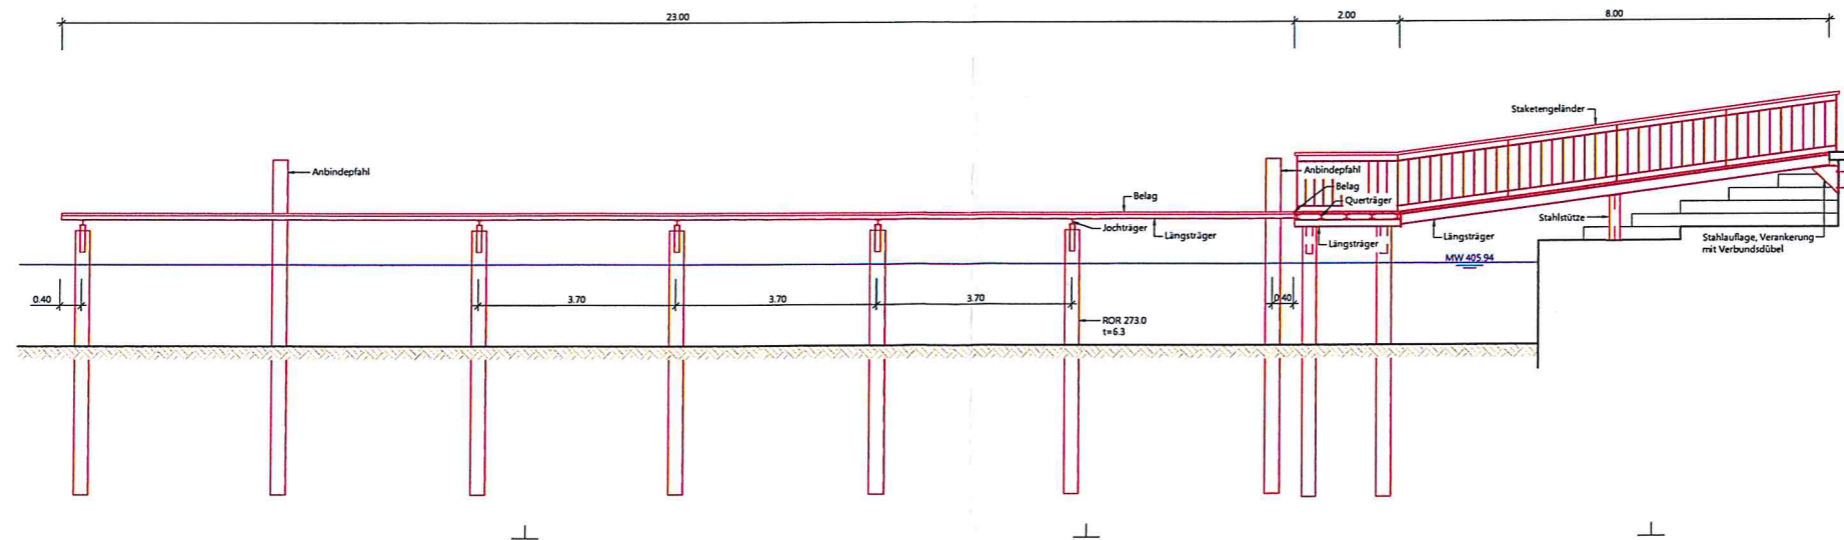 23.00
2.00
8.00
Staketengeländer
Anbindepfahl
Anbindepfahl
Belag
Belag
Querträger
Jochträger
Längsträger
Längsträger
Längsträger
Stahlstütze
Stahlauflage, Verankerung
mit Verbundsdübel
MW 405.94
0.40
3.70
3.70
3.70
0.40
ROR 273.0
t=6.3